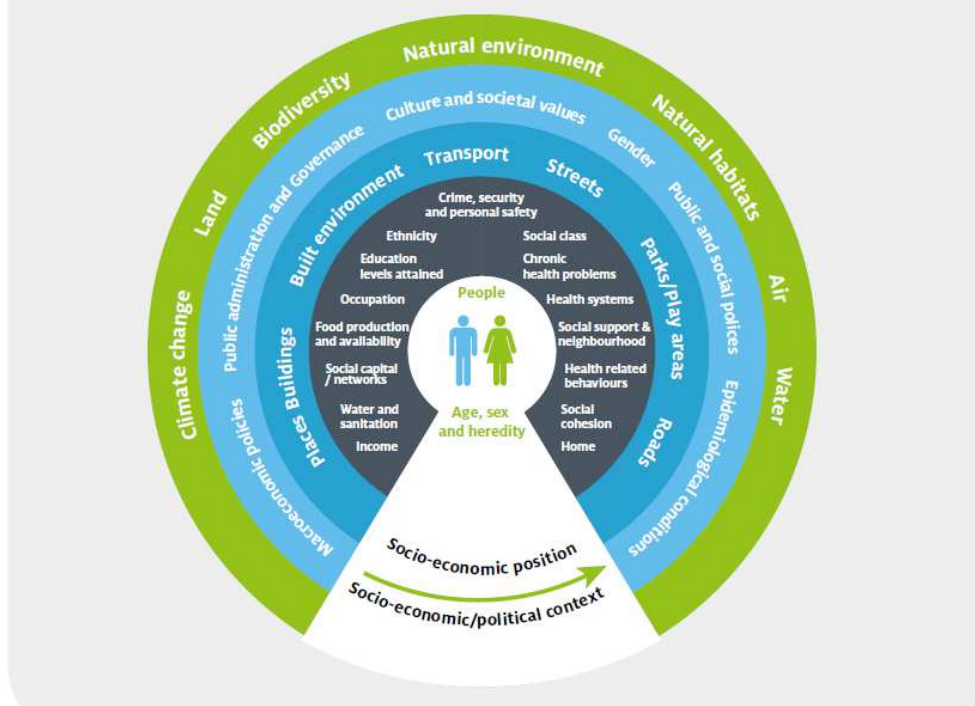 Climate change
Land
Biodiversity
Natural environment
Natural habitats
Air
Water
Macroeconomic policies
Public administration and Governance
Culture and societal values
Gender
Public and social polices
Epidemiological conditions
Places
Buildings
Built environment
Transport
Streets
Parks/Play areas
Roads
Crime, security
and personal safety
Ethnicity
Education
levels attained
Occupation
Food production
and availability
Social capital
/ networks
Water and
sanitation
Income
Social class
Chronic
health problems
Health systems
Social support &
neighbourhood
Health related
behaviours
Social
cohesion
Home
People
Age, sex
and heredity
Socio-economic position
Socio-economic/political context